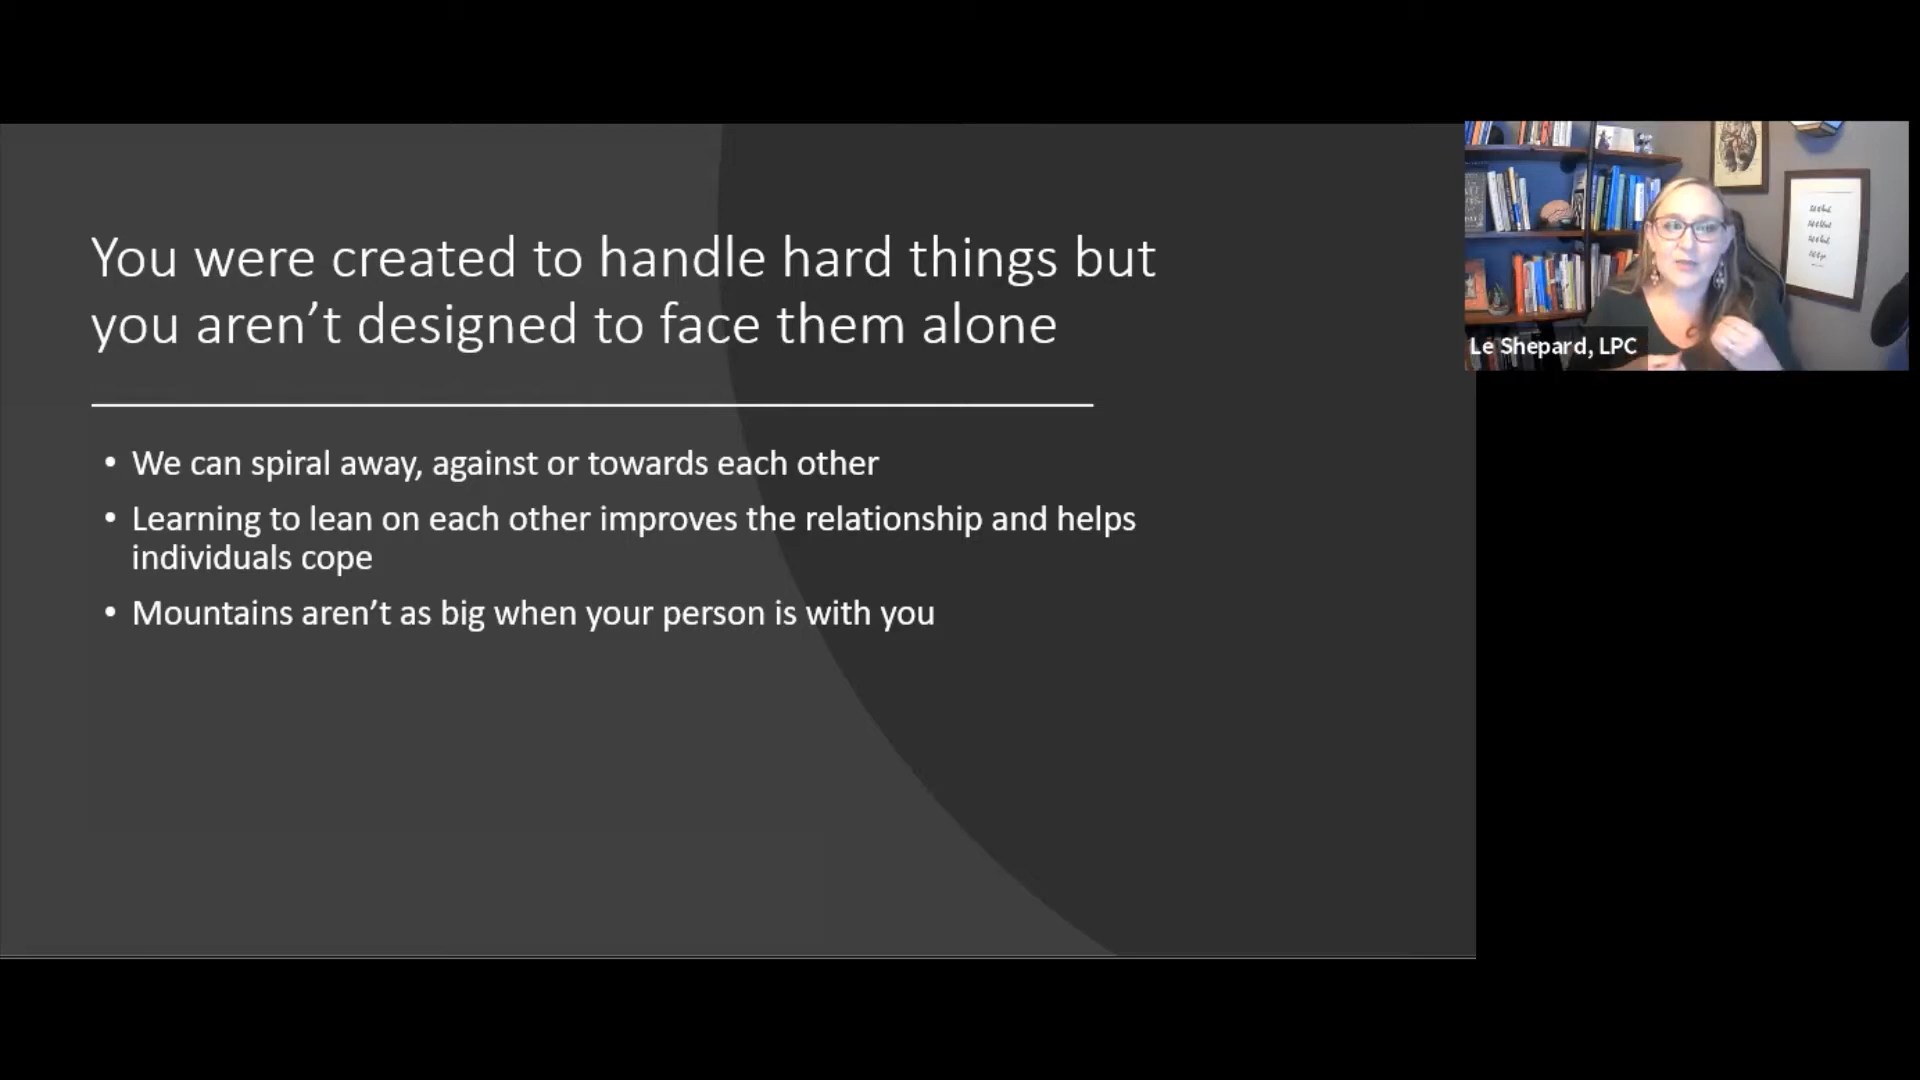 You were created to handle hard things but
you aren’t designed to face them alone
• We can spiral away, against or towards each other
• Learning to lean on each other improves the relationship and helps
individuals cope
• Mountains aren’t as big when your person is with you
Le Shepard, LPC